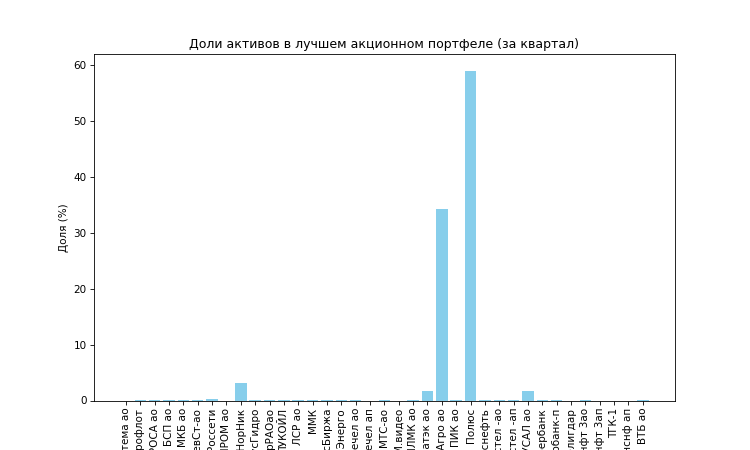 Доли активов в лучшем акционном портфеле (за квартал)
Доля (%)
60
50
40
30
20
10
0
тема ао
рофлот
РОСА ао
БСП ао
МКБ ао
евСт-ао
Россети
ПРОМ ао
НорНик
усГидро
рРАОао
ЛУКОЙЛ
ЛСР ао
ММК
сБиржа
Энерго
ечел ао
ечел ап
МТС-ао
М.видео
ЛМК ао
атэк ао
Агро ао
ПИК ао
Полюс
снефть
стел -ао
стел -ап
УСАЛ ао
ербанк
рбанк-п
лигдар
нфт 3ао
нфт 3ап
ТГК-1
нснф ап
ВТБ ао